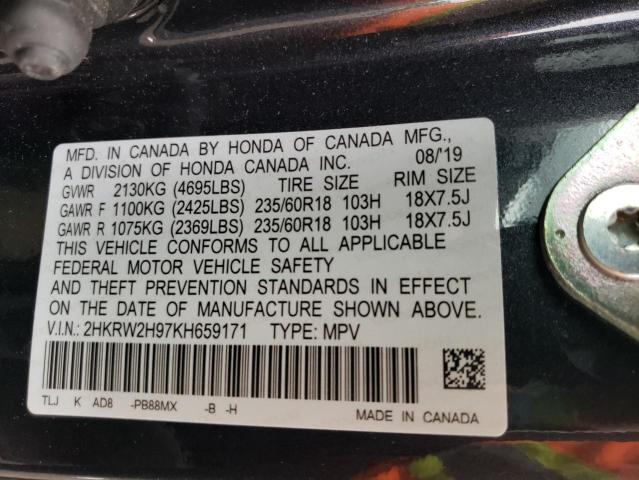 MFD. IN CANADA BY HONDA OF CANADA MFG.,
A DIVISION OF HONDA CANADA INC. 08/'19
GVWR 2130KG (4695LBS) TIRE SIZE RIM SIZE
GAWR F 1100KG (2425LBS) 235/60R18 103H 18X7.5J
GAWR R 1075KG (2369LBS) 235/60R18 103H 18X7.5J
THIS VEHICLE CONFORMS TO ALL APPLICABLE
FEDERAL MOTOR VEHICLE SAFETY
AND THEFT PREVENTION STANDARDS IN EFFECT
ON THE DATE OF MANUFACTURE SHOWN ABOVE.
V.I.N.: 2HKRW2H97KH659171 TYPE: MPV
TLJ K AD8 -PB88MX -B -H
MADE IN CANADA